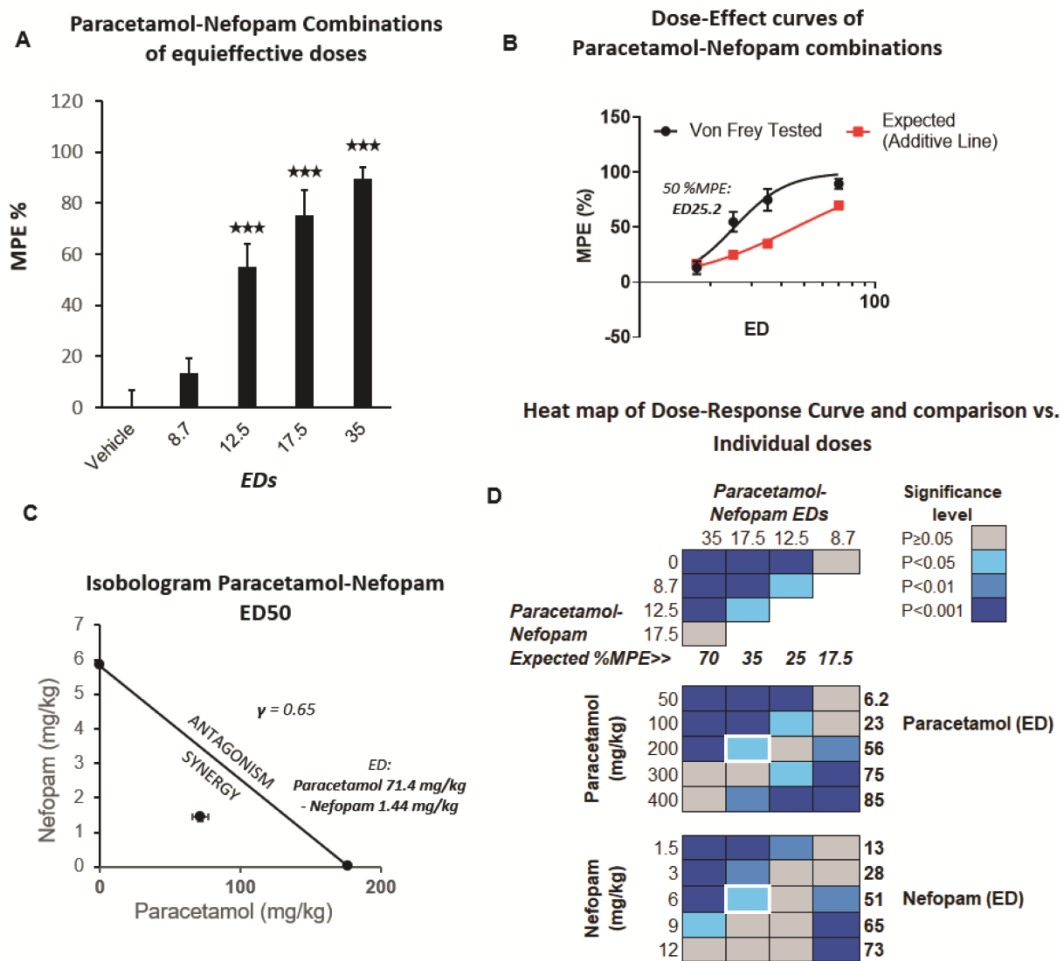 A
Paracetamol-Nefopam Combinations
of equieffective doses
MPE %
120
100
80
60
40
20
0
★★★
★★★
★★★
Vehicle
8.7
12.5
17.5
35
EDs
B
Dose-Effect curves of
Paracetamol-Nefopam combinations
Von Frey Tested
Expected
(Additive Line)
MPE (%)
150
100
50
0
-50
50 %MPE:
ED25.2
100
ED
C
Isobologram Paracetamol-Nefopam
ED50
Nefopam (mg/kg)
7
6
5
4
3
2
1
0
γ = 0.65
ANTAGONISM
SYNERGY
ED:
Paracetamol 71.4 mg/kg
- Nefopam 1.44 mg/kg
0 100 200
Paracetamol (mg/kg)
Heat map of Dose-Response Curve and comparison vs.
Individual doses
D
Paracetamol-
Nefopam EDs
35 17.5 12.5 8.7
0
8.7
12.5
17.5
Paracetamol-
Nefopam
Expected %MPE>> 70 35 25 17.5
Significance
level
P≥0.05
P<0.05
P<0.01
P<0.001
Paracetamol
(mg/kg)
50 6.2
100 23
200 56
300 75
400 85
Paracetamol (ED)
Nefopam
(mg/kg)
1.5 13
3 28
6 51
9 65
12 73
Nefopam (ED)